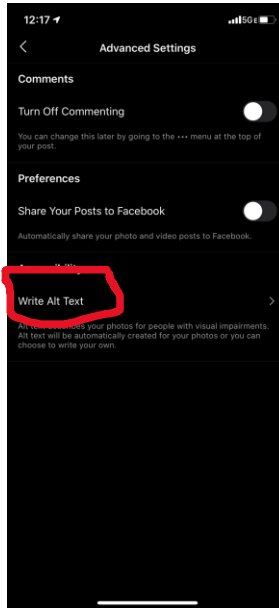 12:17
5G E
Advanced Settings
Comments
Turn Off Commenting
You can change this later by going to the ••• menu at the top of
your post.
Preferences
Share Your Posts to Facebook
Automatically share your photo and video posts to Facebook.
Write Alt Text
Alt text describes your photos for people with visual impairments.
Alt text will be automatically created for your photos or you can
choose to write your own.